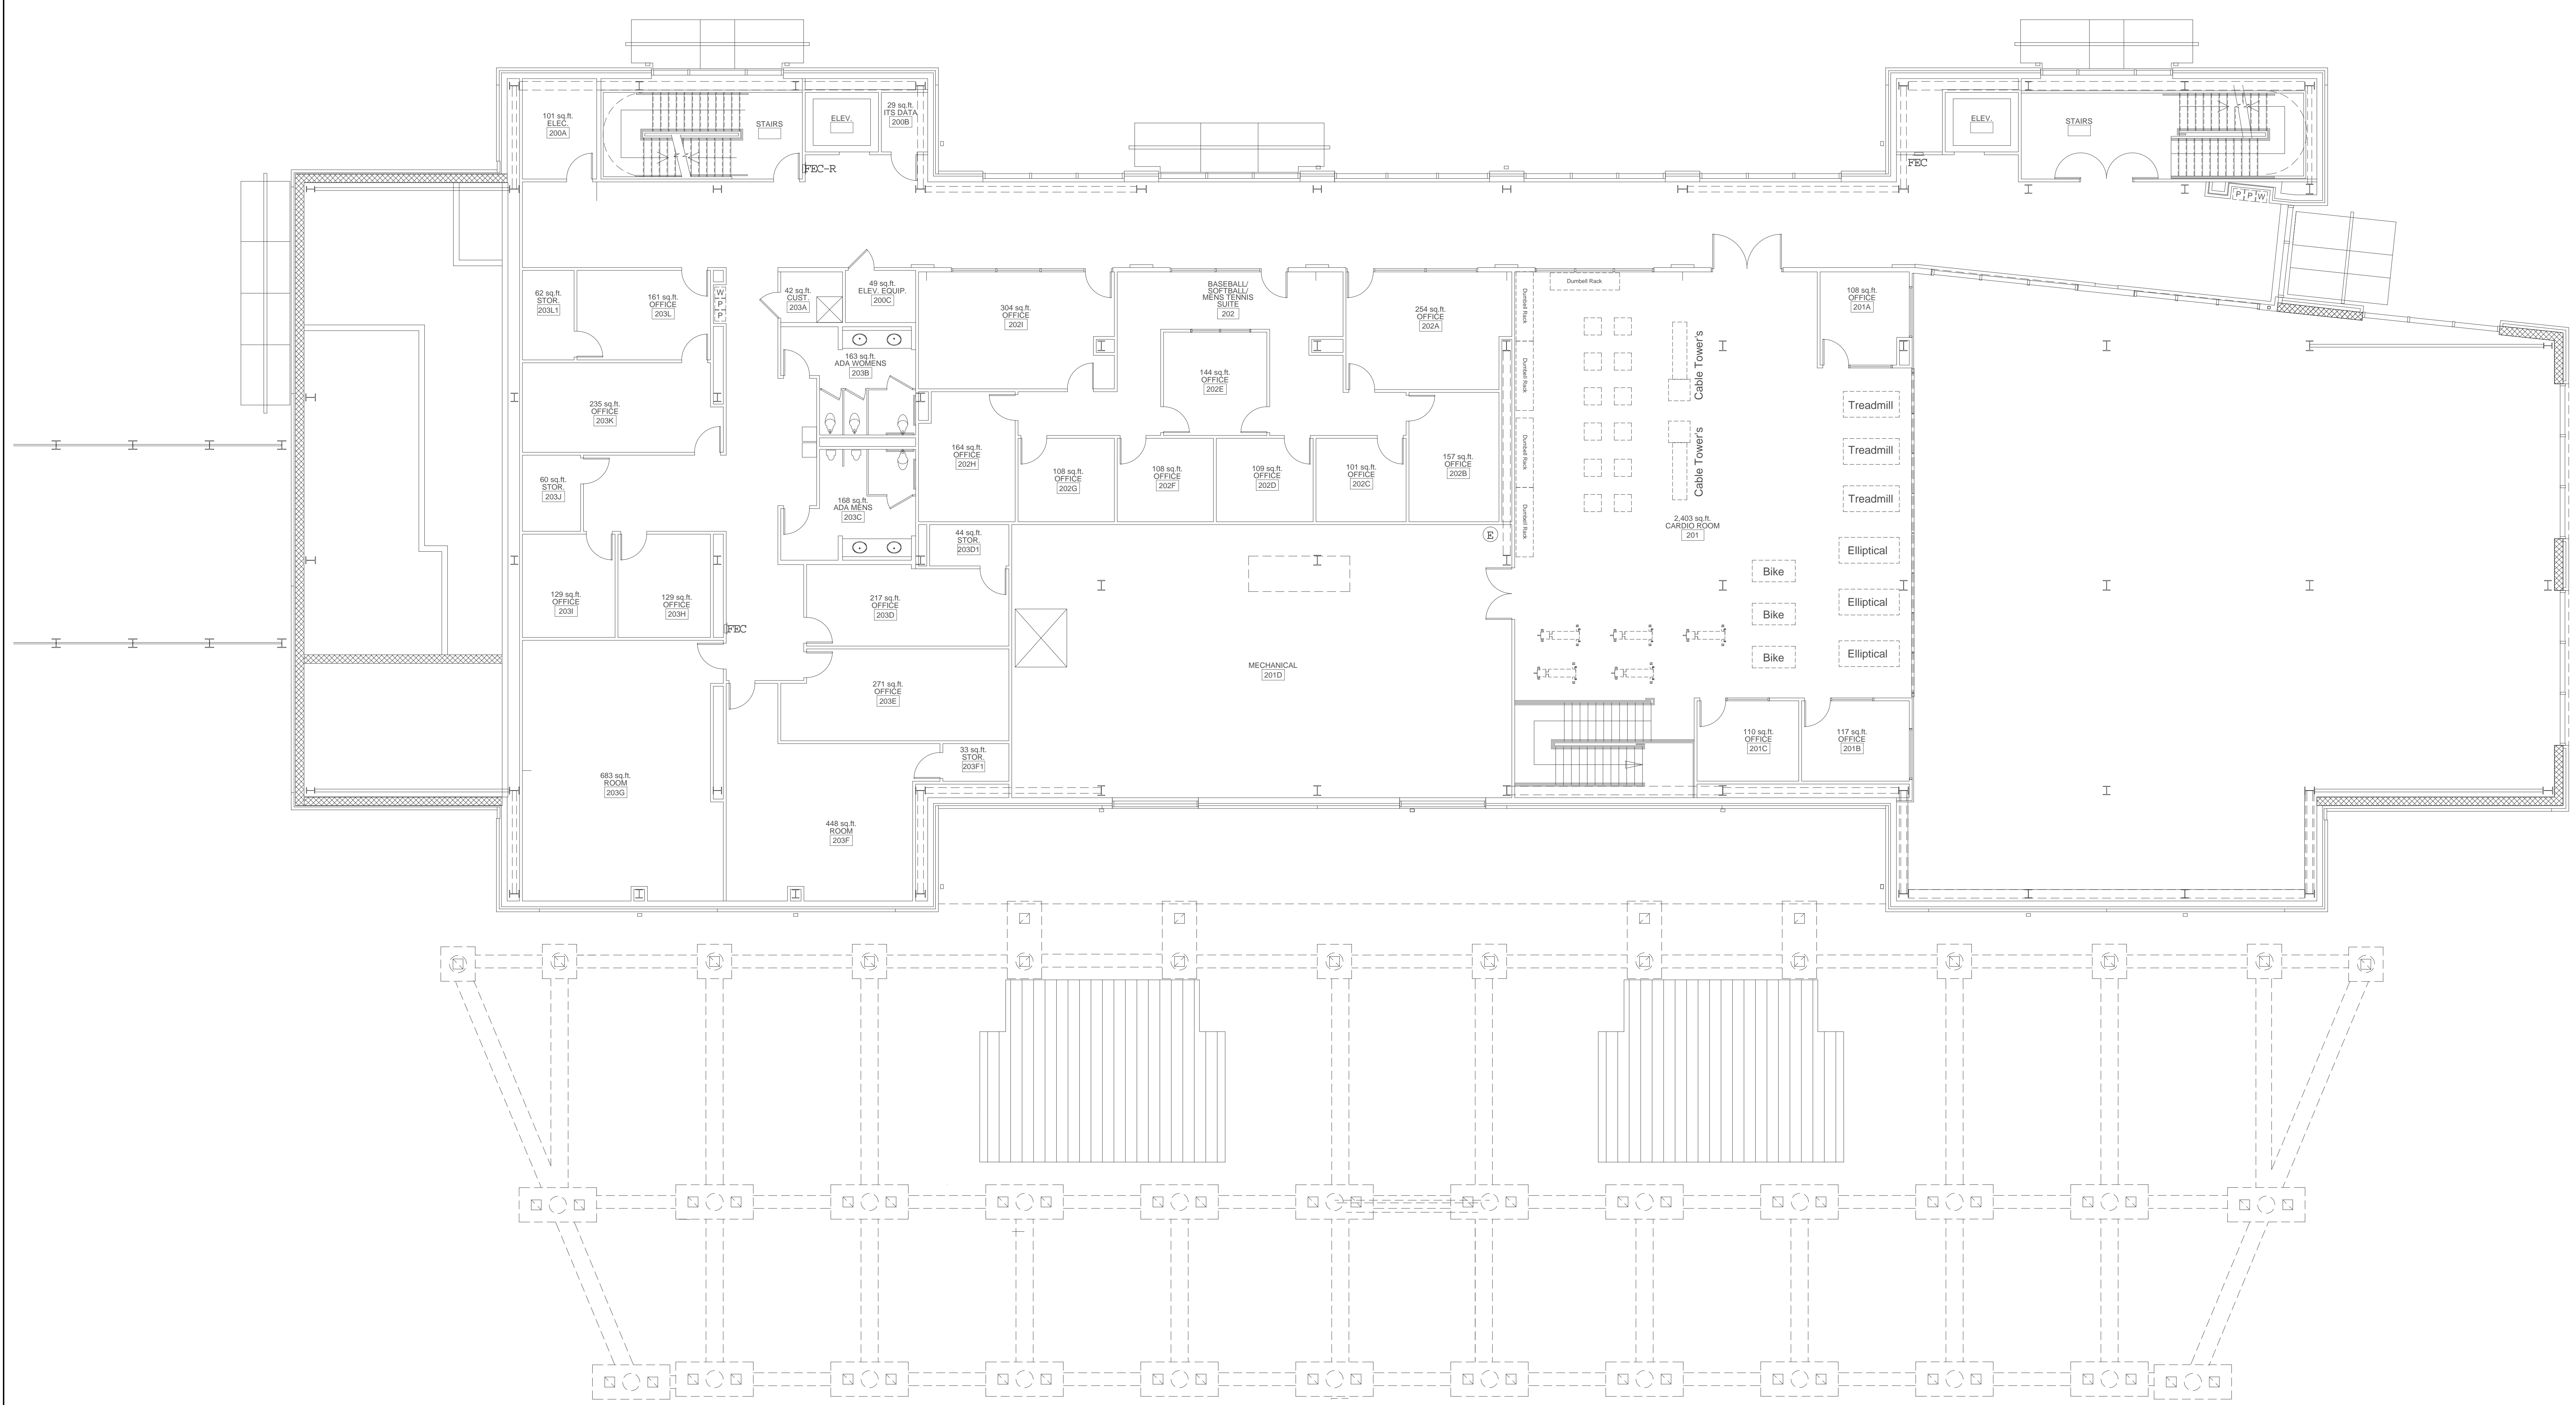 101 sq.ft.
ELEC.
200A
STAIRS
ELEV.
29 sq.ft.
ITS DATA
200B
FEC-R
ELEV.
STAIRS
FEC
P
P
W
62 sq.ft.
STOR.
203L1
161 sq.ft.
OFFICE
203L
W
P
P
42 sq.ft.
CUST.
203A
49 sq.ft.
ELEV. EQUIP.
200C
304 sq.ft.
OFFICE
202I
BASEBALL/
SOFTBALL/
MENS TENNIS
SUITE
202
254 sq.ft.
OFFICE
202A
Dumbell Rack
Dumbell Rack
Dumbell Rack
Dumbell Rack
Dumbell Rack
108 sq.ft.
OFFICE
201A
163 sq.ft.
ADA WOMENS
203B
144 sq.ft.
OFFICE
202E
Cable Tower's
Cable Tower's
Treadmill
Treadmill
Treadmill
235 sq.ft.
OFFICE
203K
164 sq.ft.
OFFICE
202H
108 sq.ft.
OFFICE
202G
108 sq.ft.
OFFICE
202F
109 sq.ft.
OFFICE
202D
101 sq.ft.
OFFICE
202C
157 sq.ft.
OFFICE
202B
60 sq.ft.
STOR.
203J
168 sq.ft.
ADA MENS
203C
44 sq.ft.
STOR.
203D1
E
2,403 sq.ft.
CARDIO ROOM
201
Elliptical
Elliptical
Elliptical
Bike
Bike
Bike
129 sq.ft.
OFFICE
203I
129 sq.ft.
OFFICE
203H
FEC
217 sq.ft.
OFFICE
203D
MECHANICAL
201D
271 sq.ft.
OFFICE
203E
33 sq.ft.
STOR.
203F1
110 sq.ft.
OFFICE
201C
117 sq.ft.
OFFICE
201B
683 sq.ft.
ROOM
203G
448 sq.ft.
ROOM
203F